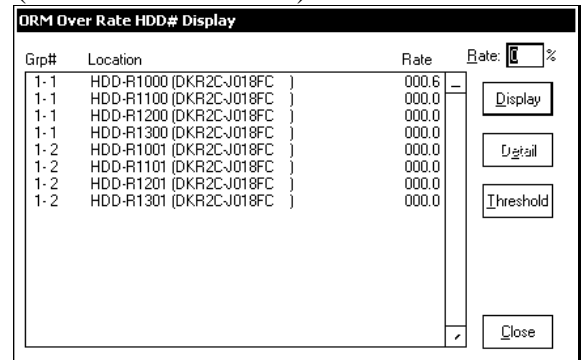 ORM Over Rate HDD# Display
Grp# Location Rate Rate: 0 %
1- 1 HDD-R1000 (DKR2C-J018FC ) 000.6
1- 1 HDD-R1100 (DKR2C-J018FC ) 000.0
1- 1 HDD-R1200 (DKR2C-J018FC ) 000.0
1- 1 HDD-R1300 (DKR2C-J018FC ) 000.0
1- 2 HDD-R1001 (DKR2C-J018FC ) 000.0
1- 2 HDD-R1101 (DKR2C-J018FC ) 000.0
1- 2 HDD-R1201 (DKR2C-J018FC ) 000.0
1- 2 HDD-R1301 (DKR2C-J018FC ) 000.0
Display
Detail
Threshold
Close